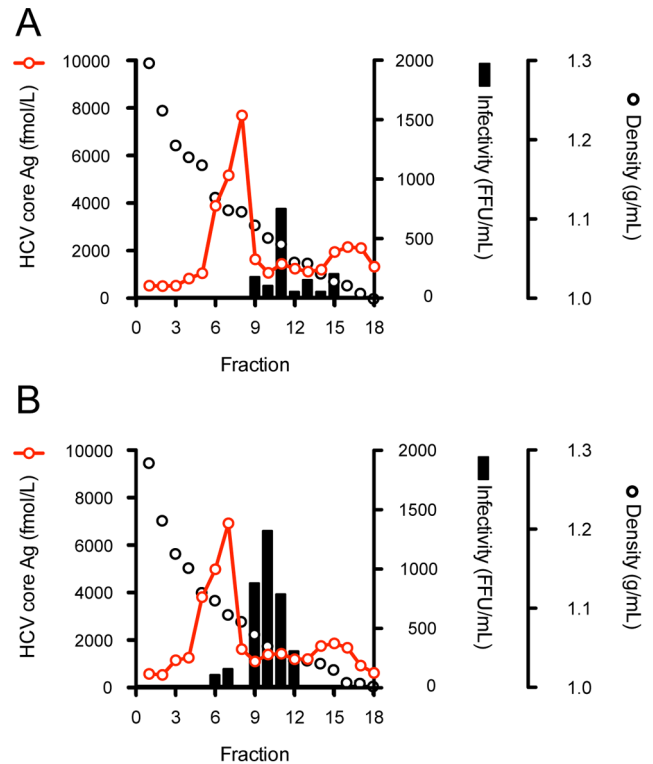 A
HCV core Ag (fmol/L)
10000
8000
6000
4000
2000
0
0 3 6 9 12 15 18
Fraction
2000
1500
1000
500
0
Infectivity (FFU/mL)
1.3
1.2
1.1
1.0
Density (g/mL)
B
HCV core Ag (fmol/L)
10000
8000
6000
4000
2000
0
0 3 6 9 12 15 18
Fraction
2000
1500
1000
500
0
Infectivity (FFU/mL)
1.3
1.2
1.1
1.0
Density (g/mL)